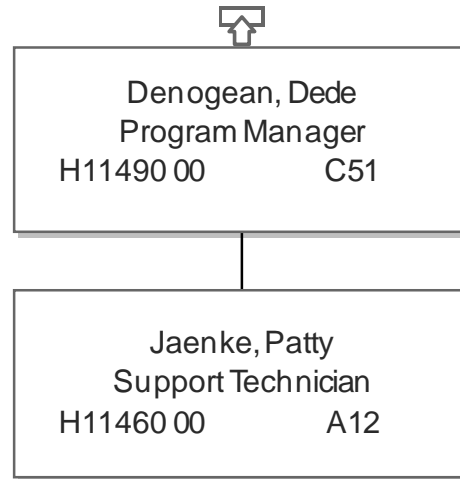 Denogean, Dede
Program Manager
H11490 00 C51
Jaenke, Patty
Support Technician
H11460 00 A12